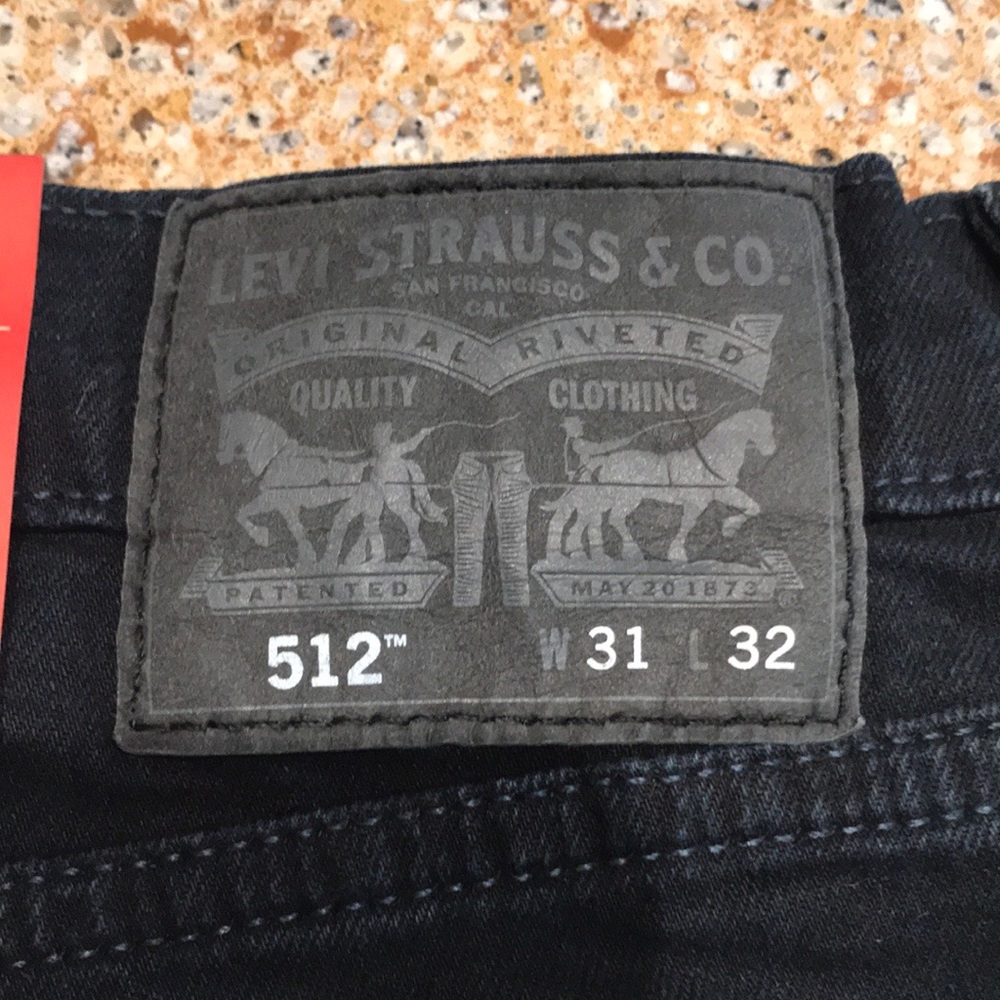 LEVI STRAUSS & CO.
SAN FRANCISCO
CAL
ORIGINAL RIVETED
QUALITY CLOTHING
PATENTED MAY 20 1873
512™ W 31 L 32